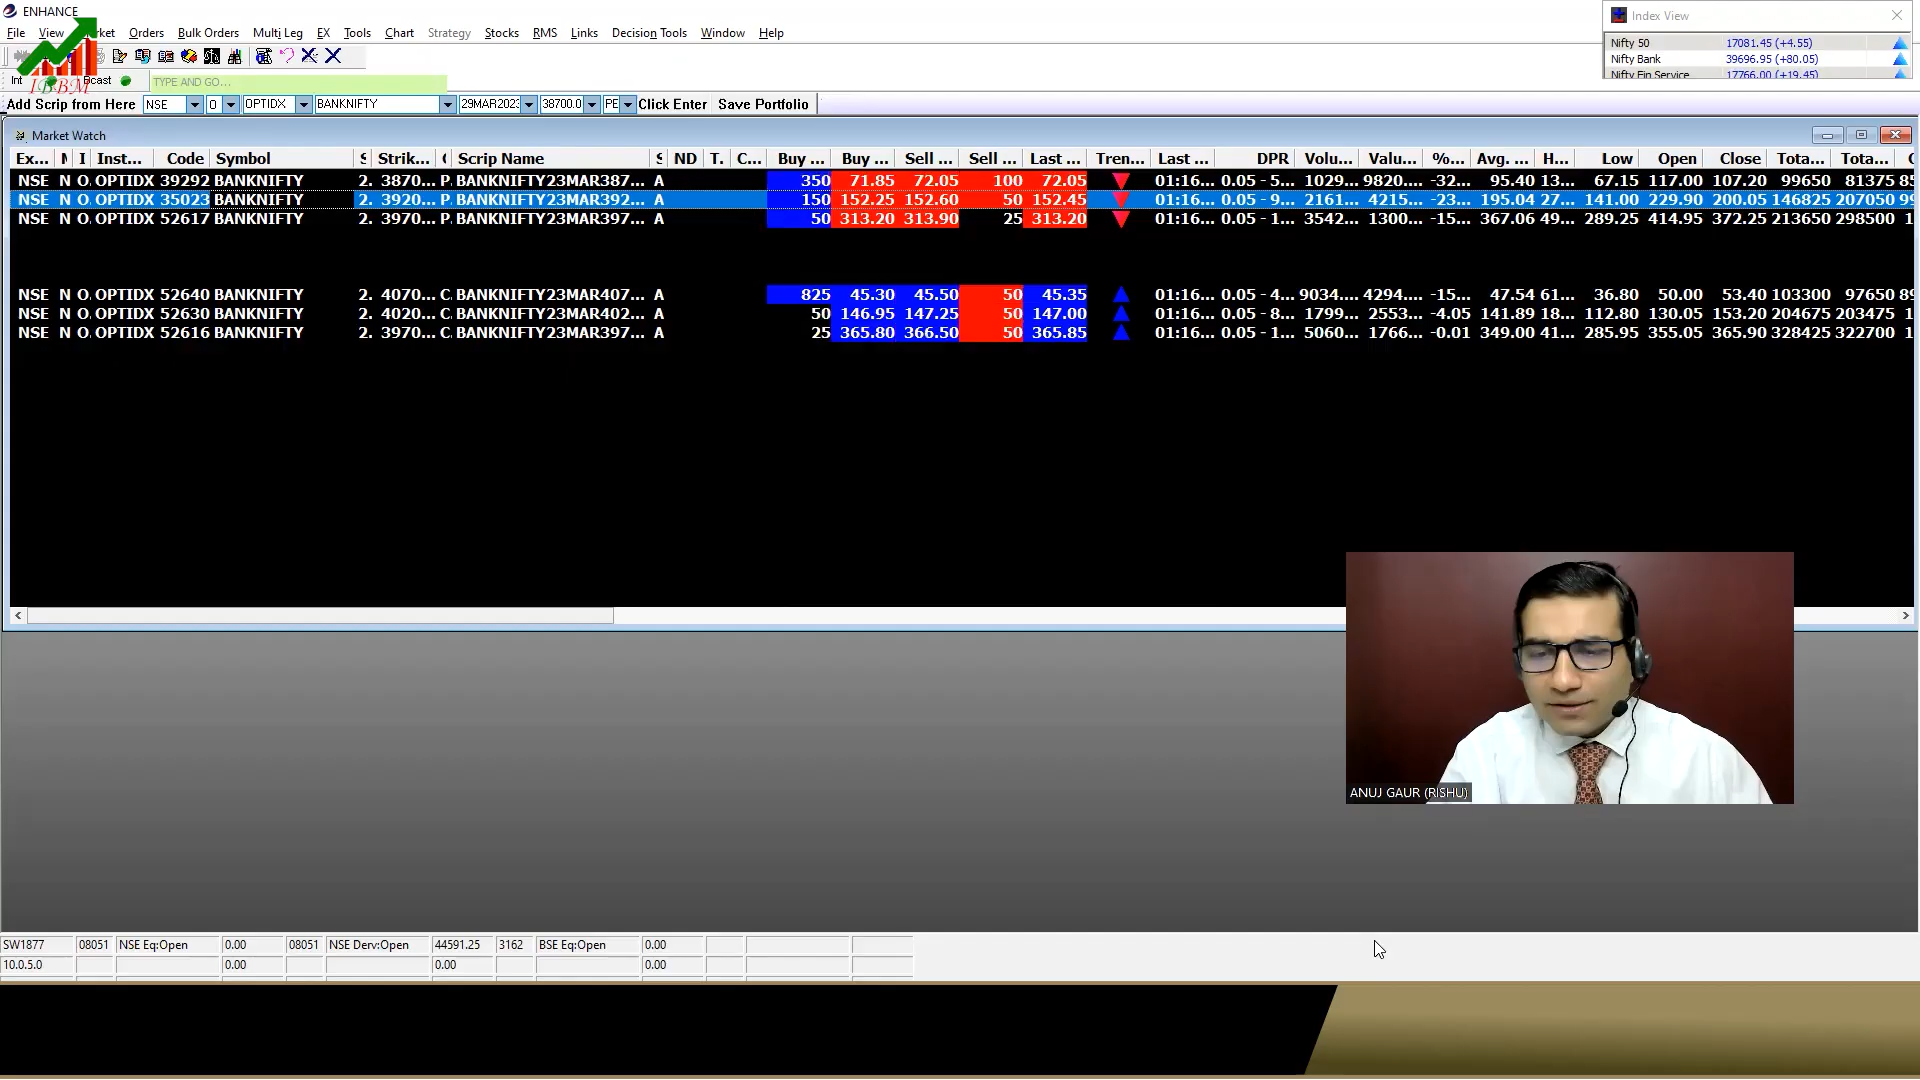 ENHANCE
File View Market Orders Bulk Orders Multi Leg EX Tools Chart Strategy Stocks RMS Links Decision Tools Window Help
Int Bcast TYPE AND GO...
IBBM
Index View
Nifty 50 17081.45 (+4.55)
Nifty Bank 39696.95 (+80.05)
Nifty Fin Service 17766.00 (+19.45)
Add Scrip from Here NSE O OPTIDX BANKNIFTY 29MAR2023 38700.0 PE Click Enter Save Portfolio
Market Watch
Ex... I Inst... Code Symbol Strik... Scrip Name ND T. C... Buy ... Buy ... Sell ... Sell ... Last ... Tren... Last ... DPR Volu... Valu... %... Avg. ... H... Low Open Close Tota... Tota...
NSE N O. OPTIDX 39292 BANKNIFTY 2. 3870... P. BANKNIFTY23MAR387... A 350 71.85 72.05 100 72.05 01:16... 0.05 - 5... 1029... 9820.... -32... 95.40 13... 67.15 117.00 107.20 99650 81375
NSE N O. OPTIDX 35023 BANKNIFTY 2. 3920... P. BANKNIFTY23MAR392... A 150 152.25 152.60 50 152.45 01:16... 0.05 - 9... 2161... 4215... -23... 195.04 27... 141.00 229.90 200.05 146825 207050
NSE N O. OPTIDX 52617 BANKNIFTY 2. 3970... P. BANKNIFTY23MAR397... A 50 313.20 313.90 25 313.20 01:16... 0.05 - 1... 3542... 1300... -15... 367.06 49... 289.25 414.95 372.25 213650 298500
NSE N O. OPTIDX 52640 BANKNIFTY 2. 4070... C. BANKNIFTY23MAR407... A 825 45.30 45.50 50 45.35 01:16... 0.05 - 4... 9034.... 4294.... -15... 47.54 61... 36.80 50.00 53.40 103300 97650
NSE N O. OPTIDX 52630 BANKNIFTY 2. 4020... C. BANKNIFTY23MAR402... A 50 146.95 147.25 50 147.00 01:16... 0.05 - 8... 1799... 2553... -4.05 141.89 18... 112.80 130.05 153.20 204675 203475
NSE N O. OPTIDX 52616 BANKNIFTY 2. 3970... C. BANKNIFTY23MAR397... A 25 365.80 366.50 50 365.85 01:16... 0.05 - 1... 5060... 1766... -0.01 349.00 41... 285.95 355.05 365.90 328425 322700
ANUJ GAUR (RISHU)
SW1877 08051 NSE Eq:Open 0.00 08051 NSE Derv:Open 44591.25 3162 BSE Eq:Open 0.00
10.0.5.0 0.00 0.00 0.00